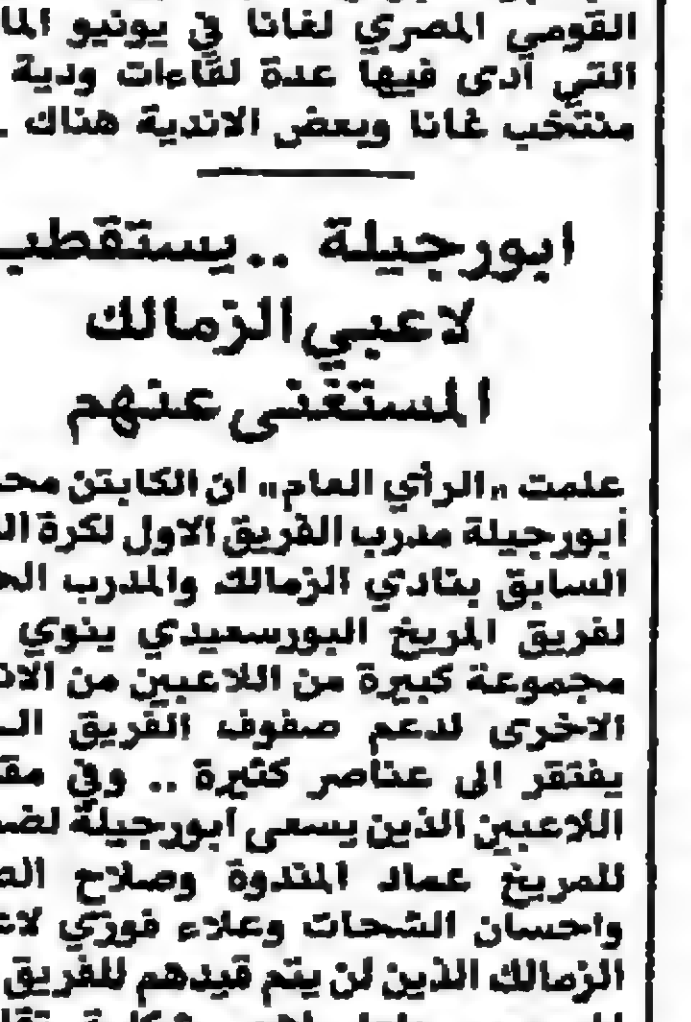 القومي المصري لغانا في يونيو الما
التي أدى فيها عدة لقاءات ودية
منتخب غانا وبعض الاندية هناك .
ابورجيلة .. يستقطب
لاعبي الزمالك
المستغنى عنهم
علمت «الرأي العام» ان الكابتن محـ
أبورجيلة مدرب الفريق الاول لكرة الـ
السابق بنادي الزمالك والمدرب الحـ
لفريق المريخ البورسعيدي ينوي
مجموعة كبيرة من اللاعبين من الانـ
الاخرى لدعم صفوف الفريق الـ
يفتقر الى عناصر كثيرة .. وفي مقـ
اللاعبين الذين يسعى أبورجيلة لضـ
للمريخ عماد المندوة وصلاح الـ
واحسان الشحات وعلاء فوزي لاعـ
الزمالك الذين لن يتم قيدهم للفريق